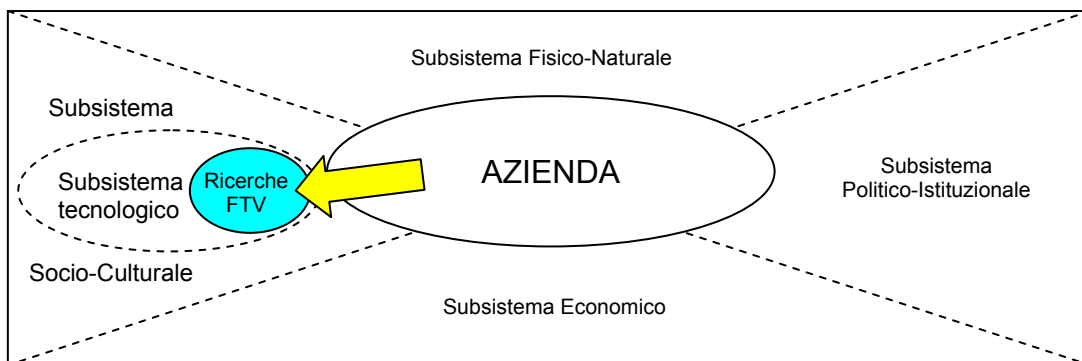 Subsistema Fisico-Naturale
Subsistema
Subsistema
tecnologico
Ricerche
FTV
AZIENDA
Subsistema
Politico-Istituzionale
Socio-Culturale
Subsistema Economico